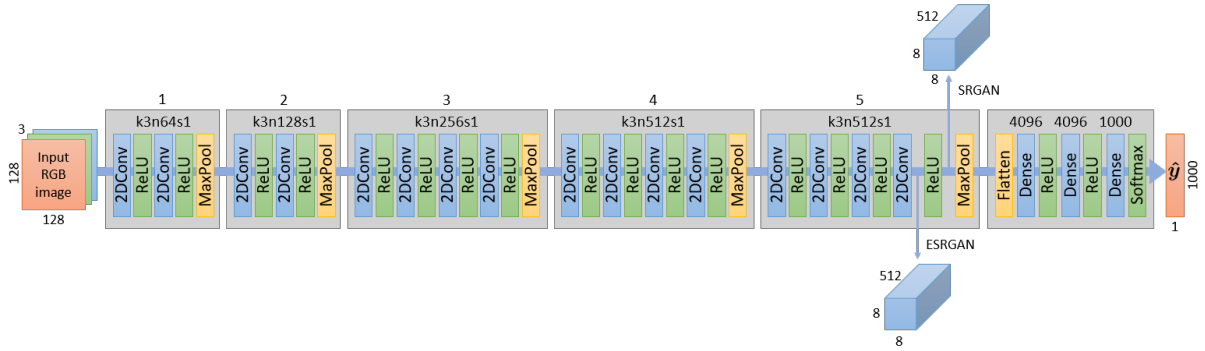 3
128
Input
RGB
image
128
1
k3n64s1
2DConv
ReLU
2DConv
ReLU
MaxPool
2
k3n128s1
2DConv
ReLU
2DConv
ReLU
MaxPool
3
k3n256s1
2DConv
ReLU
2DConv
ReLU
2DConv
ReLU
2DConv
ReLU
MaxPool
4
k3n512s1
2DConv
ReLU
2DConv
ReLU
2DConv
ReLU
2DConv
ReLU
MaxPool
5
k3n512s1
2DConv
ReLU
2DConv
ReLU
2DConv
ReLU
2DConv
ReLU
MaxPool
512
8
8
SRGAN
ESRGAN
512
8
8
4096 4096 1000
Flatten
Dense
ReLU
Dense
ReLU
Dense
Softmax
ŷ
1000
1